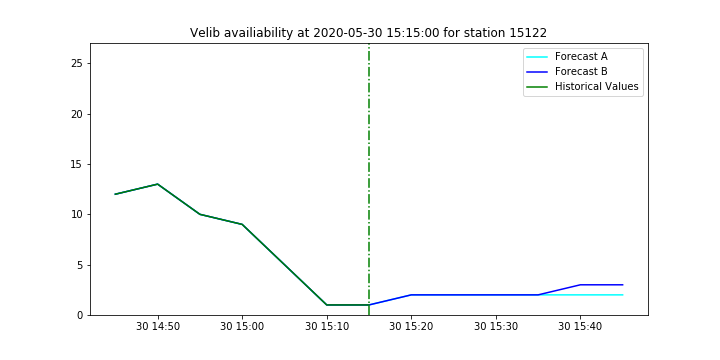 Velib availiability at 2020-05-30 15:15:00 for station 15122
Forecast A
Forecast B
Historical Values
25
20
15
10
5
0
30 14:50 30 15:00 30 15:10 30 15:20 30 15:30 30 15:40